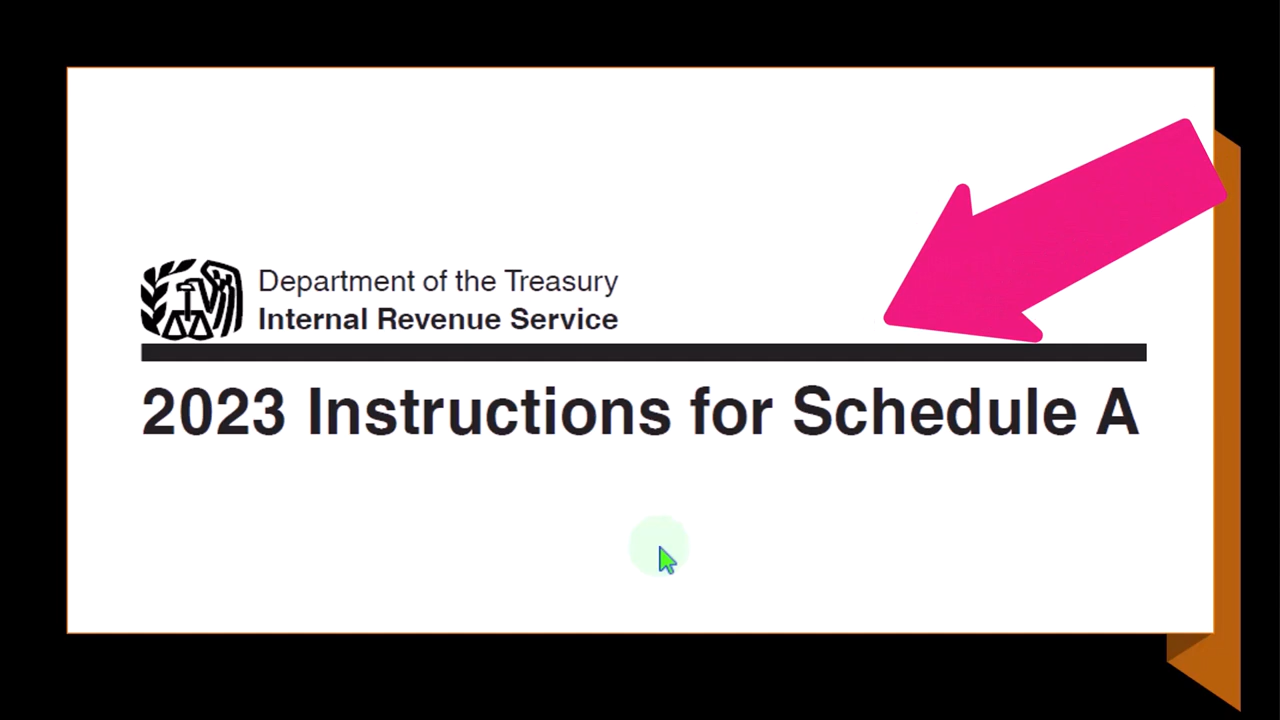 Department of the Treasury
Internal Revenue Service
2023 Instructions for Schedule A